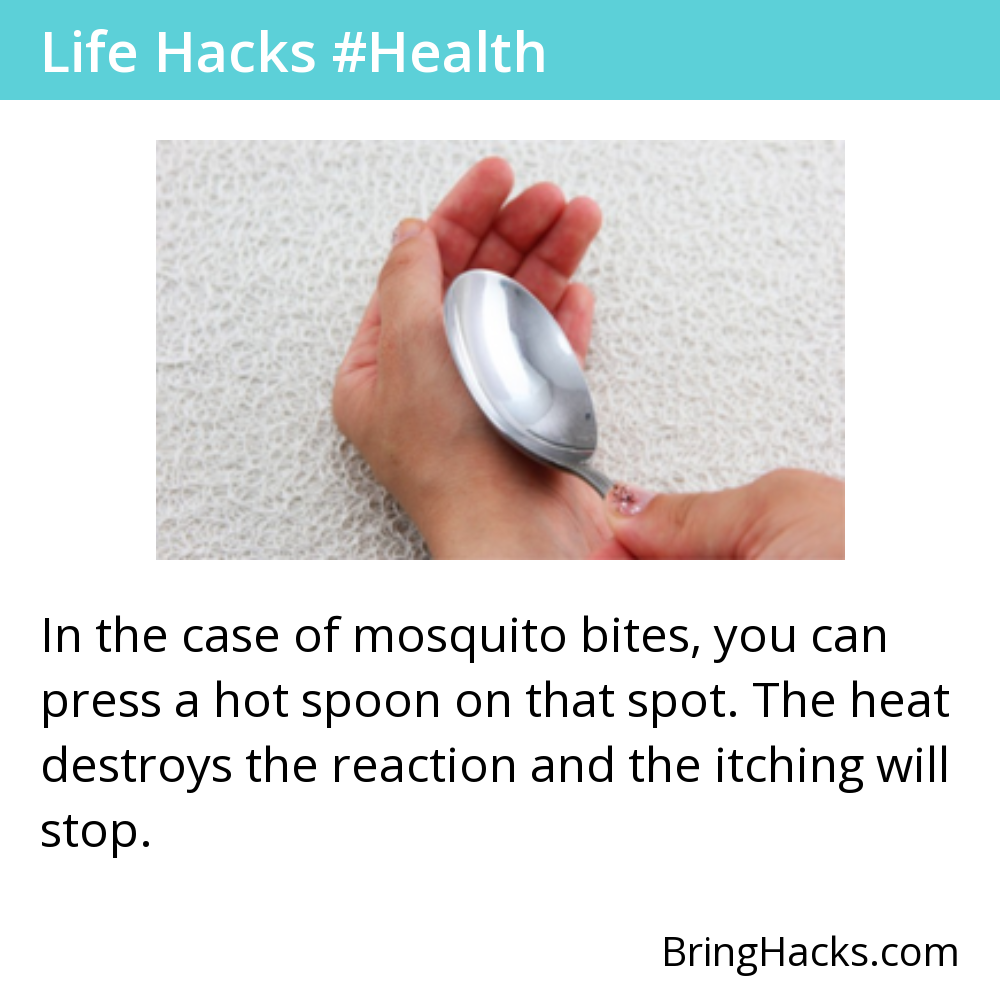 Life Hacks #Health
In the case of mosquito bites, you can
press a hot spoon on that spot. The heat
destroys the reaction and the itching will
stop.
BringHacks.com